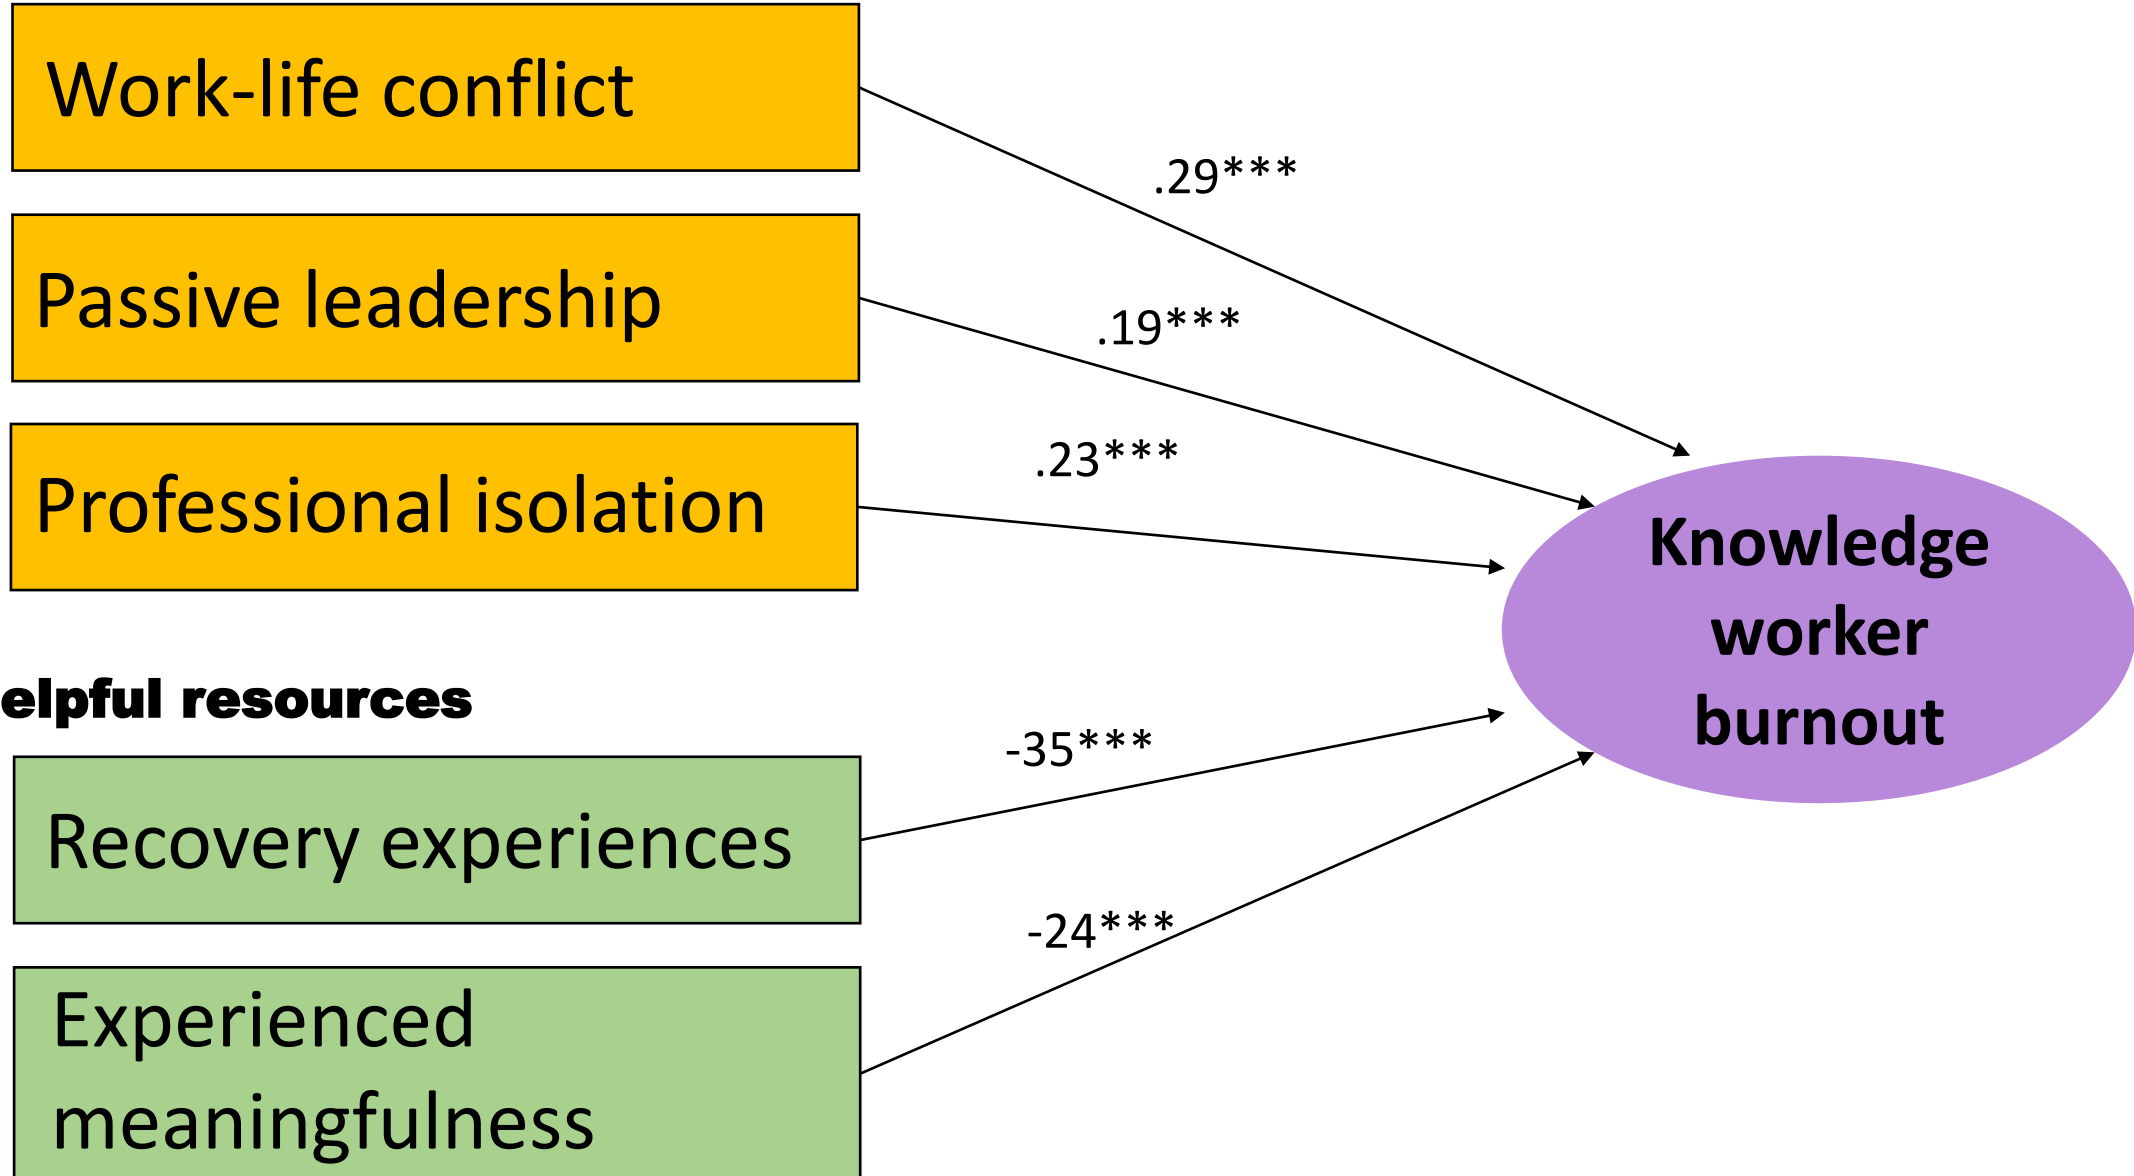 Work-life conflict
.29***
Passive leadership
.19***
Professional isolation
.23***
Knowledge
worker
burnout
elpful resources
-35***
Recovery experiences
-24***
Experienced
meaningfulness